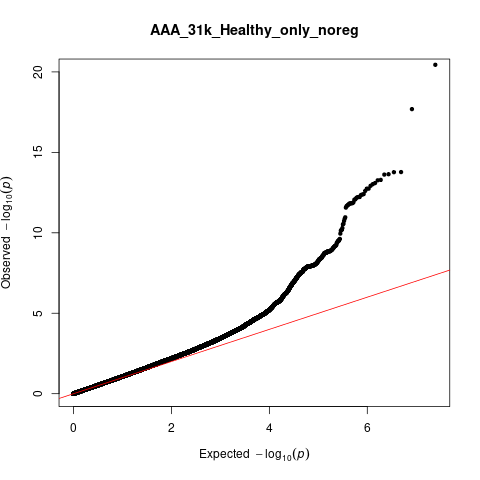 AAA_31k_Healthy_only_noreg
20
15
10
5
0
Observed −log₁₀(p)
0 2 4 6
Expected −log₁₀(p)